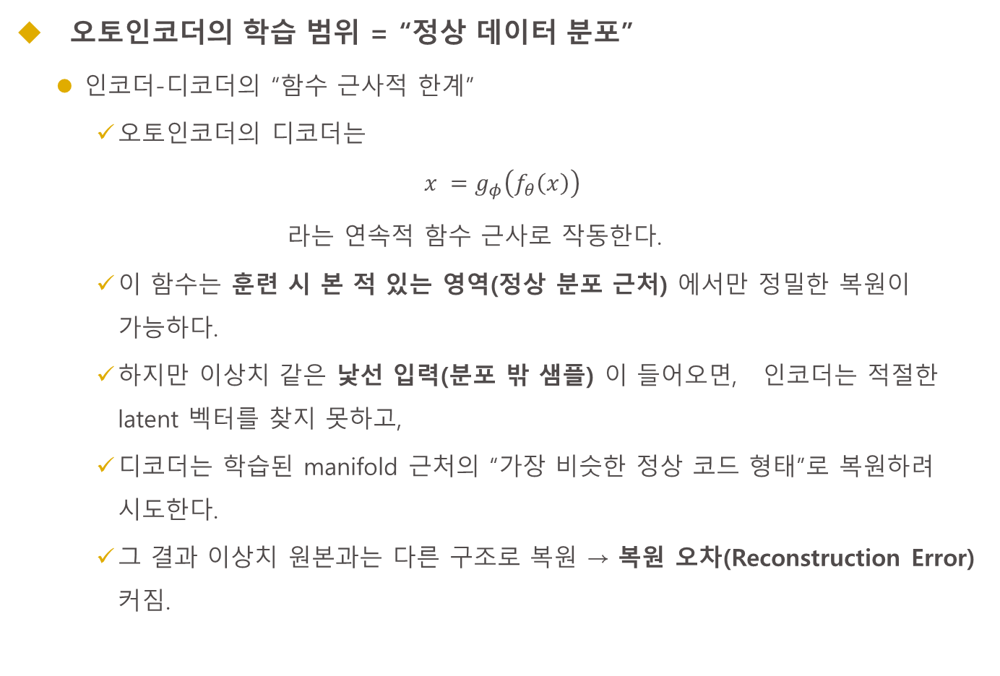 ◆ 오토인코더의 학습 범위 = “정상 데이터 분포”
● 인코더-디코더의 “함수 근사적 한계”
✓ 오토인코더의 디코더는
x = g_ϕ(f_θ(x))
라는 연속적 함수 근사로 작동한다.
✓ 이 함수는 훈련 시 본 적 있는 영역(정상 분포 근처) 에서만 정밀한 복원이
가능하다.
✓ 하지만 이상치 같은 낯선 입력(분포 밖 샘플) 이 들어오면, 인코더는 적절한
latent 벡터를 찾지 못하고,
✓ 디코더는 학습된 manifold 근처의 “가장 비슷한 정상 코드 형태”로 복원하려
시도한다.
✓ 그 결과 이상치 원본과는 다른 구조로 복원 → 복원 오차(Reconstruction Error)
커짐.